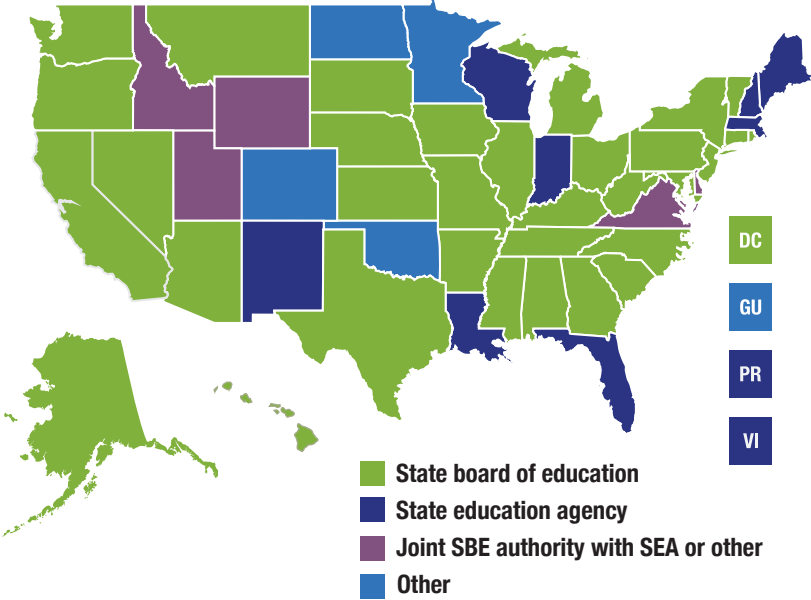 DC
GU
PR
VI
State board of education
State education agency
Joint SBE authority with SEA or other
Other